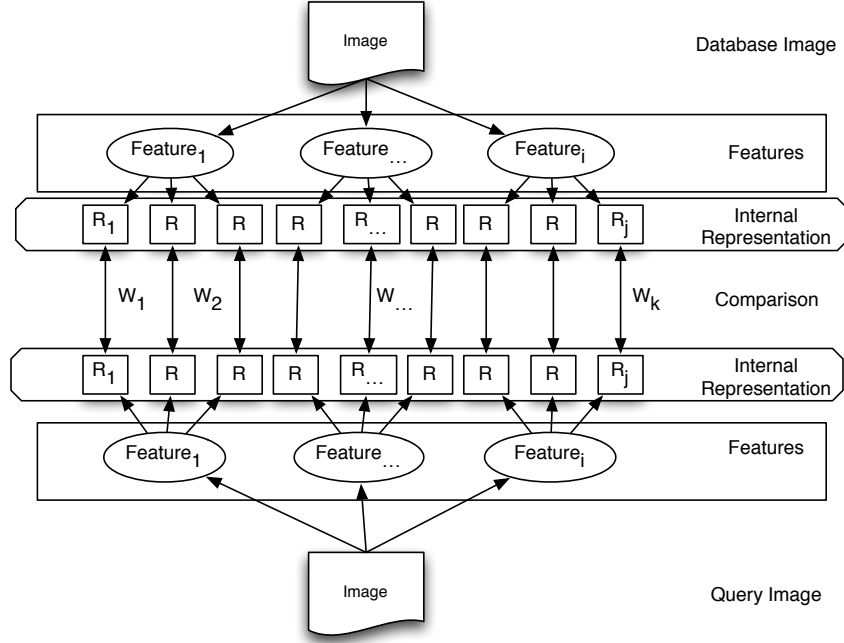 Image
Database Image
Feature1 Feature... Featurei
Features
R1 R R R R... R R R Rj
Internal
Representation
W1 W2 W... Wk
Comparison
R1 R R R R... R R R Rj
Internal
Representation
Feature1 Feature... Featurei
Features
Image
Query Image